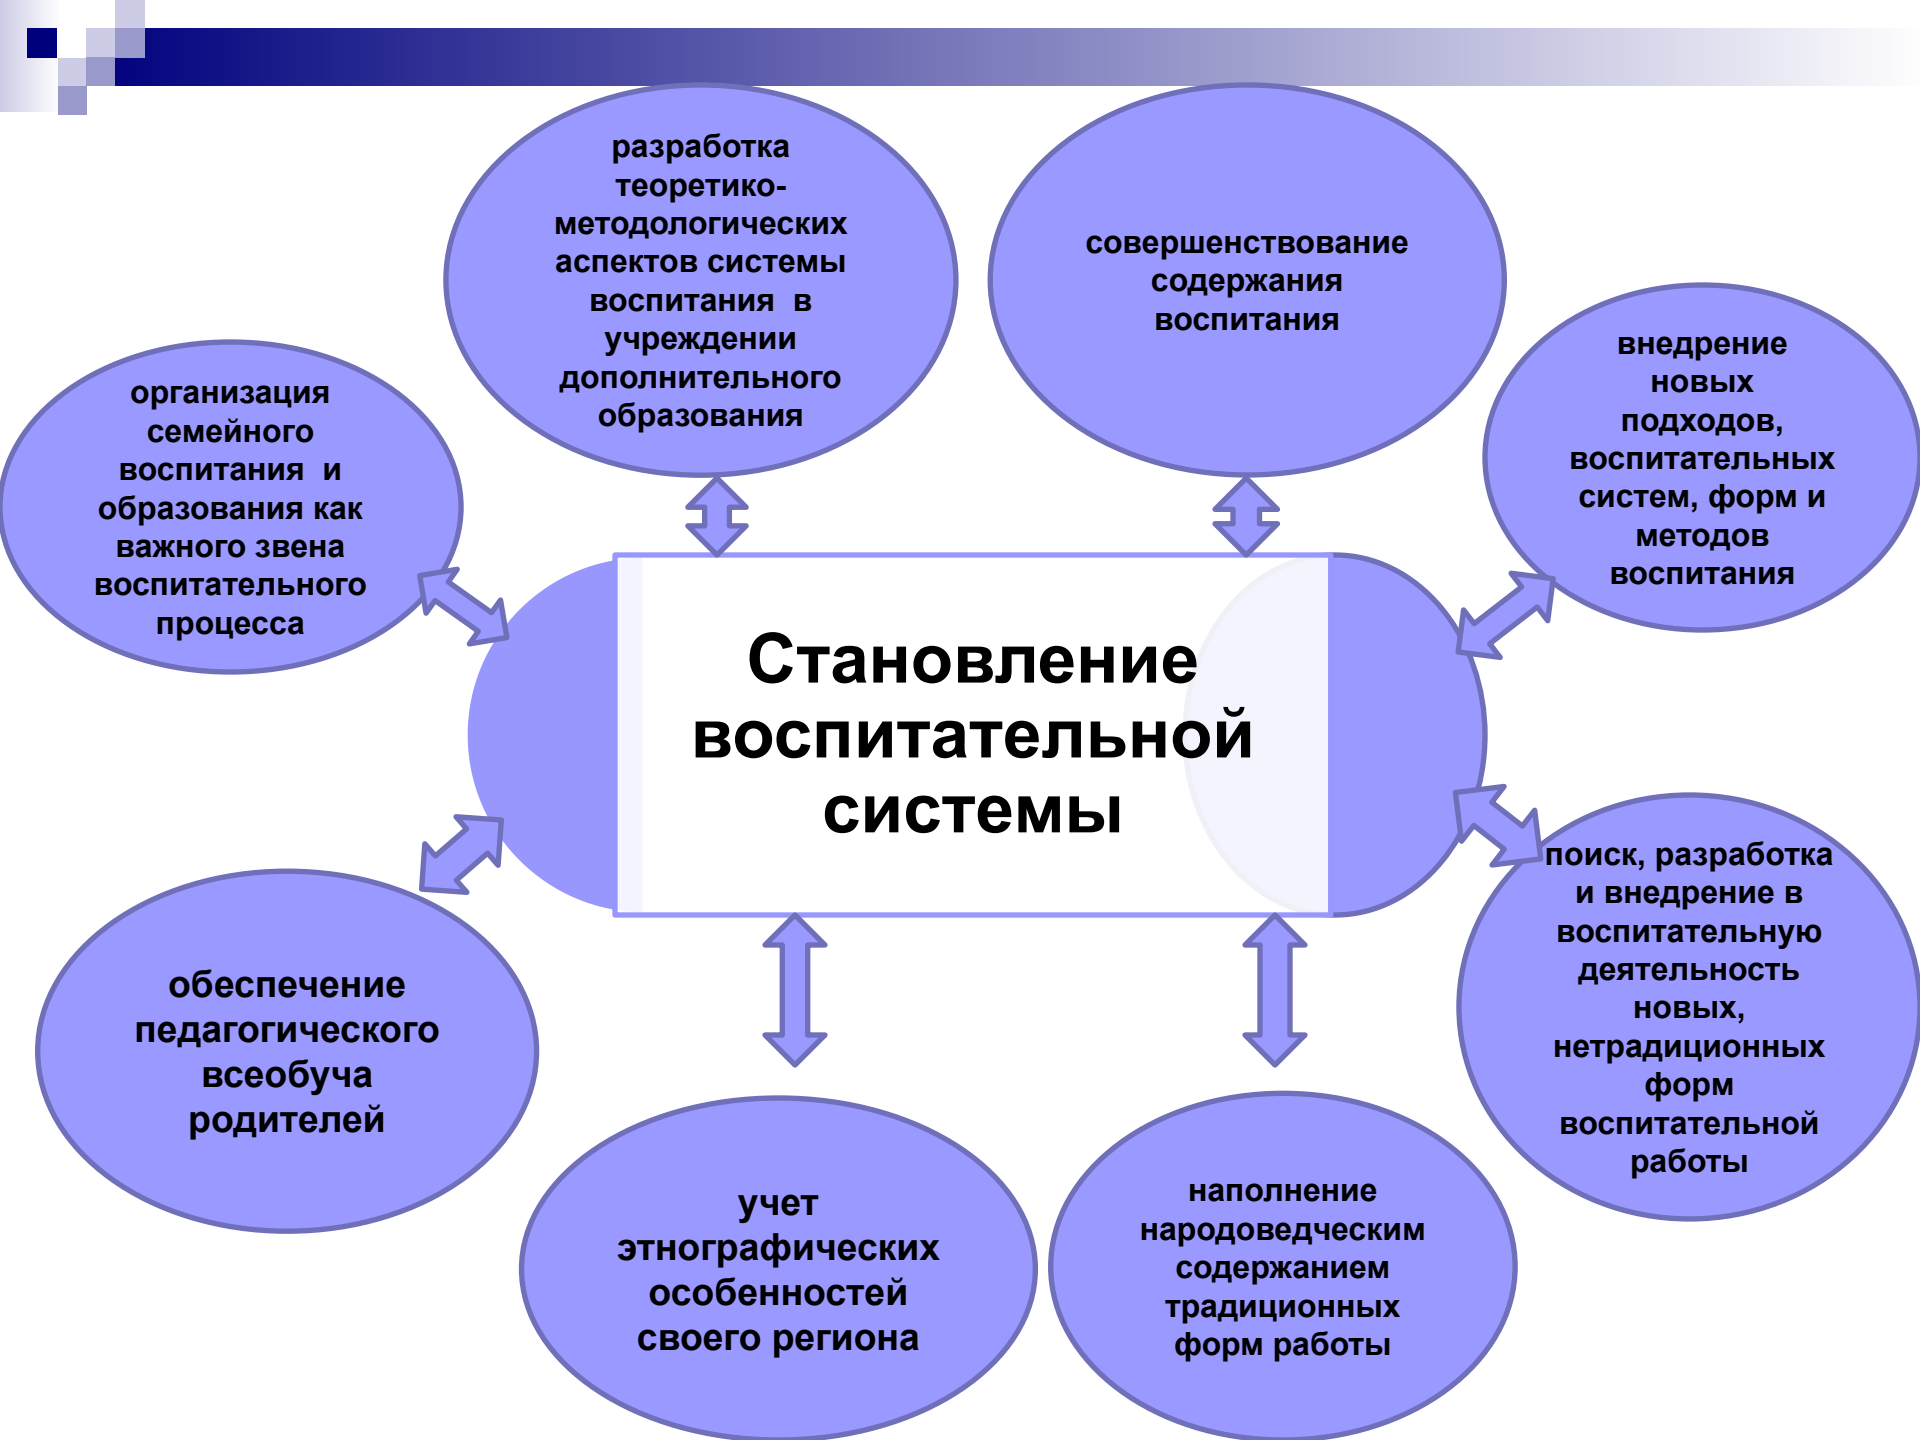 разработка
теоретико-
методологических
аспектов системы
воспитания  в
учреждении
дополнительного
образования
совершенствование
содержания
воспитания
внедрение
новых
подходов,
воспитательных
систем, форм и
методов
воспитания
организация
семейного
воспитания  и
образования как
важного звена
воспитательного
процесса
Становление
воспитательной
системы
поиск, разработка
и внедрение в
воспитательную
деятельность
новых,
нетрадиционных
форм
воспитательной
работы
обеспечение
педагогического
всеобуча
родителей
учет
этнографических
особенностей
своего региона
наполнение
народоведческим
содержанием
традиционных
форм работы